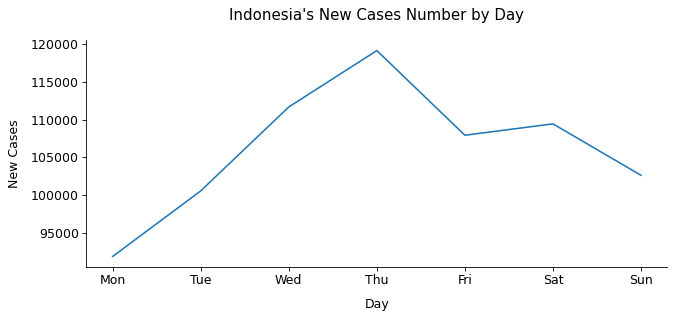 Indonesia's New Cases Number by Day
120000
115000
110000
105000
100000
95000
New Cases
Mon Tue Wed Thu Fri Sat Sun
Day